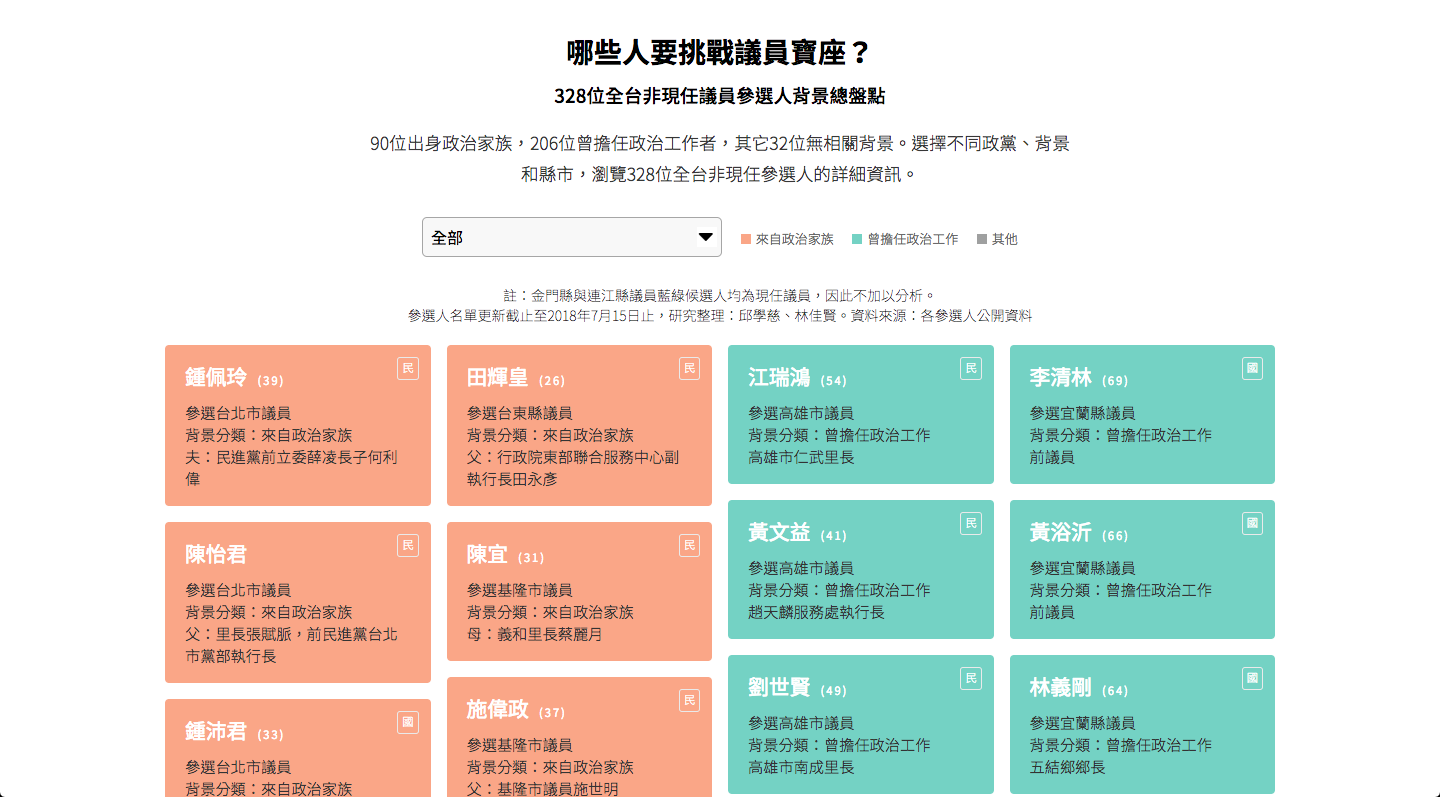 哪些人要挑戰議員寶座？
328位全台非現任議員參選人背景總盤點
90位出身政治家族，206位曾擔任政治工作者，其它32位無相關背景。選擇不同政黨、背景
和縣市，瀏覽328位全台非現任參選人的詳細資訊。
全部
來自政治家族 曾擔任政治工作 其他
註：金門縣與連江縣議員藍綠候選人均為現任議員，因此不加以分析。
參選人名單更新截止至2018年7月15日止，研究整理：邱學慈、林佳賢。資料來源：各參選人公開資料
鍾佩玲 (39) 民
參選台北市議員
背景分類：來自政治家族
夫：民進黨前立委薛凌長子何利
偉
陳怡君 民
參選台北市議員
背景分類：來自政治家族
父：里長張賦脈，前民進黨台北
市黨部執行長
鍾沛君 (33) 國
參選台北市議員
背景分類：來自政治家族
田輝皇 (26) 民
參選台東縣議員
背景分類：來自政治家族
父：行政院東部聯合服務中心副
執行長田永彥
陳宜 (31) 民
參選基隆市議員
背景分類：來自政治家族
母：義和里長蔡麗月
施偉政 (37) 民
參選基隆市議員
背景分類：來自政治家族
父：基隆市議員施世明
江瑞鴻 (54) 民
參選高雄市議員
背景分類：曾擔任政治工作
高雄市仁武里長
黃文益 (41) 民
參選高雄市議員
背景分類：曾擔任政治工作
趙天麟服務處執行長
劉世賢 (49) 民
參選高雄市議員
背景分類：曾擔任政治工作
高雄市南成里長
李清林 (69) 國
參選宜蘭縣議員
背景分類：曾擔任政治工作
前議員
黃浴沂 (66) 國
參選宜蘭縣議員
背景分類：曾擔任政治工作
前議員
林義剛 (64) 國
參選宜蘭縣議員
背景分類：曾擔任政治工作
五結鄉鄉長